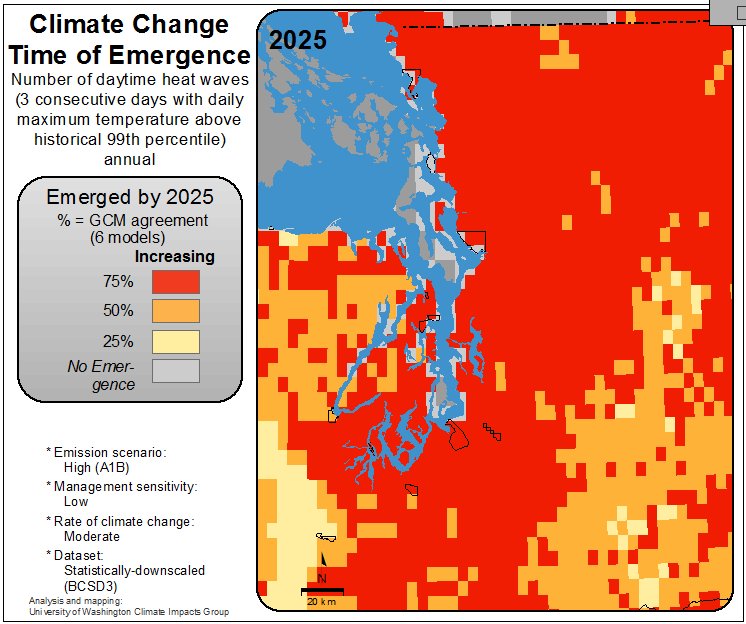 Climate Change
Time of Emergence
Number of daytime heat waves
(3 consecutive days with daily
maximum temperature above
historical 99th percentile)
annual
Emerged by 2025
% = GCM agreement
(6 models)
Increasing
75%
50%
25%
No Emer-
gence
* Emission scenario:
High (A1B)
* Management sensitivity:
Low
* Rate of climate change:
Moderate
* Dataset:
Statistically-downscaled
(BCSD3)
Analysis and mapping:
University of Washington Climate Impacts Group
2025
N
20 km